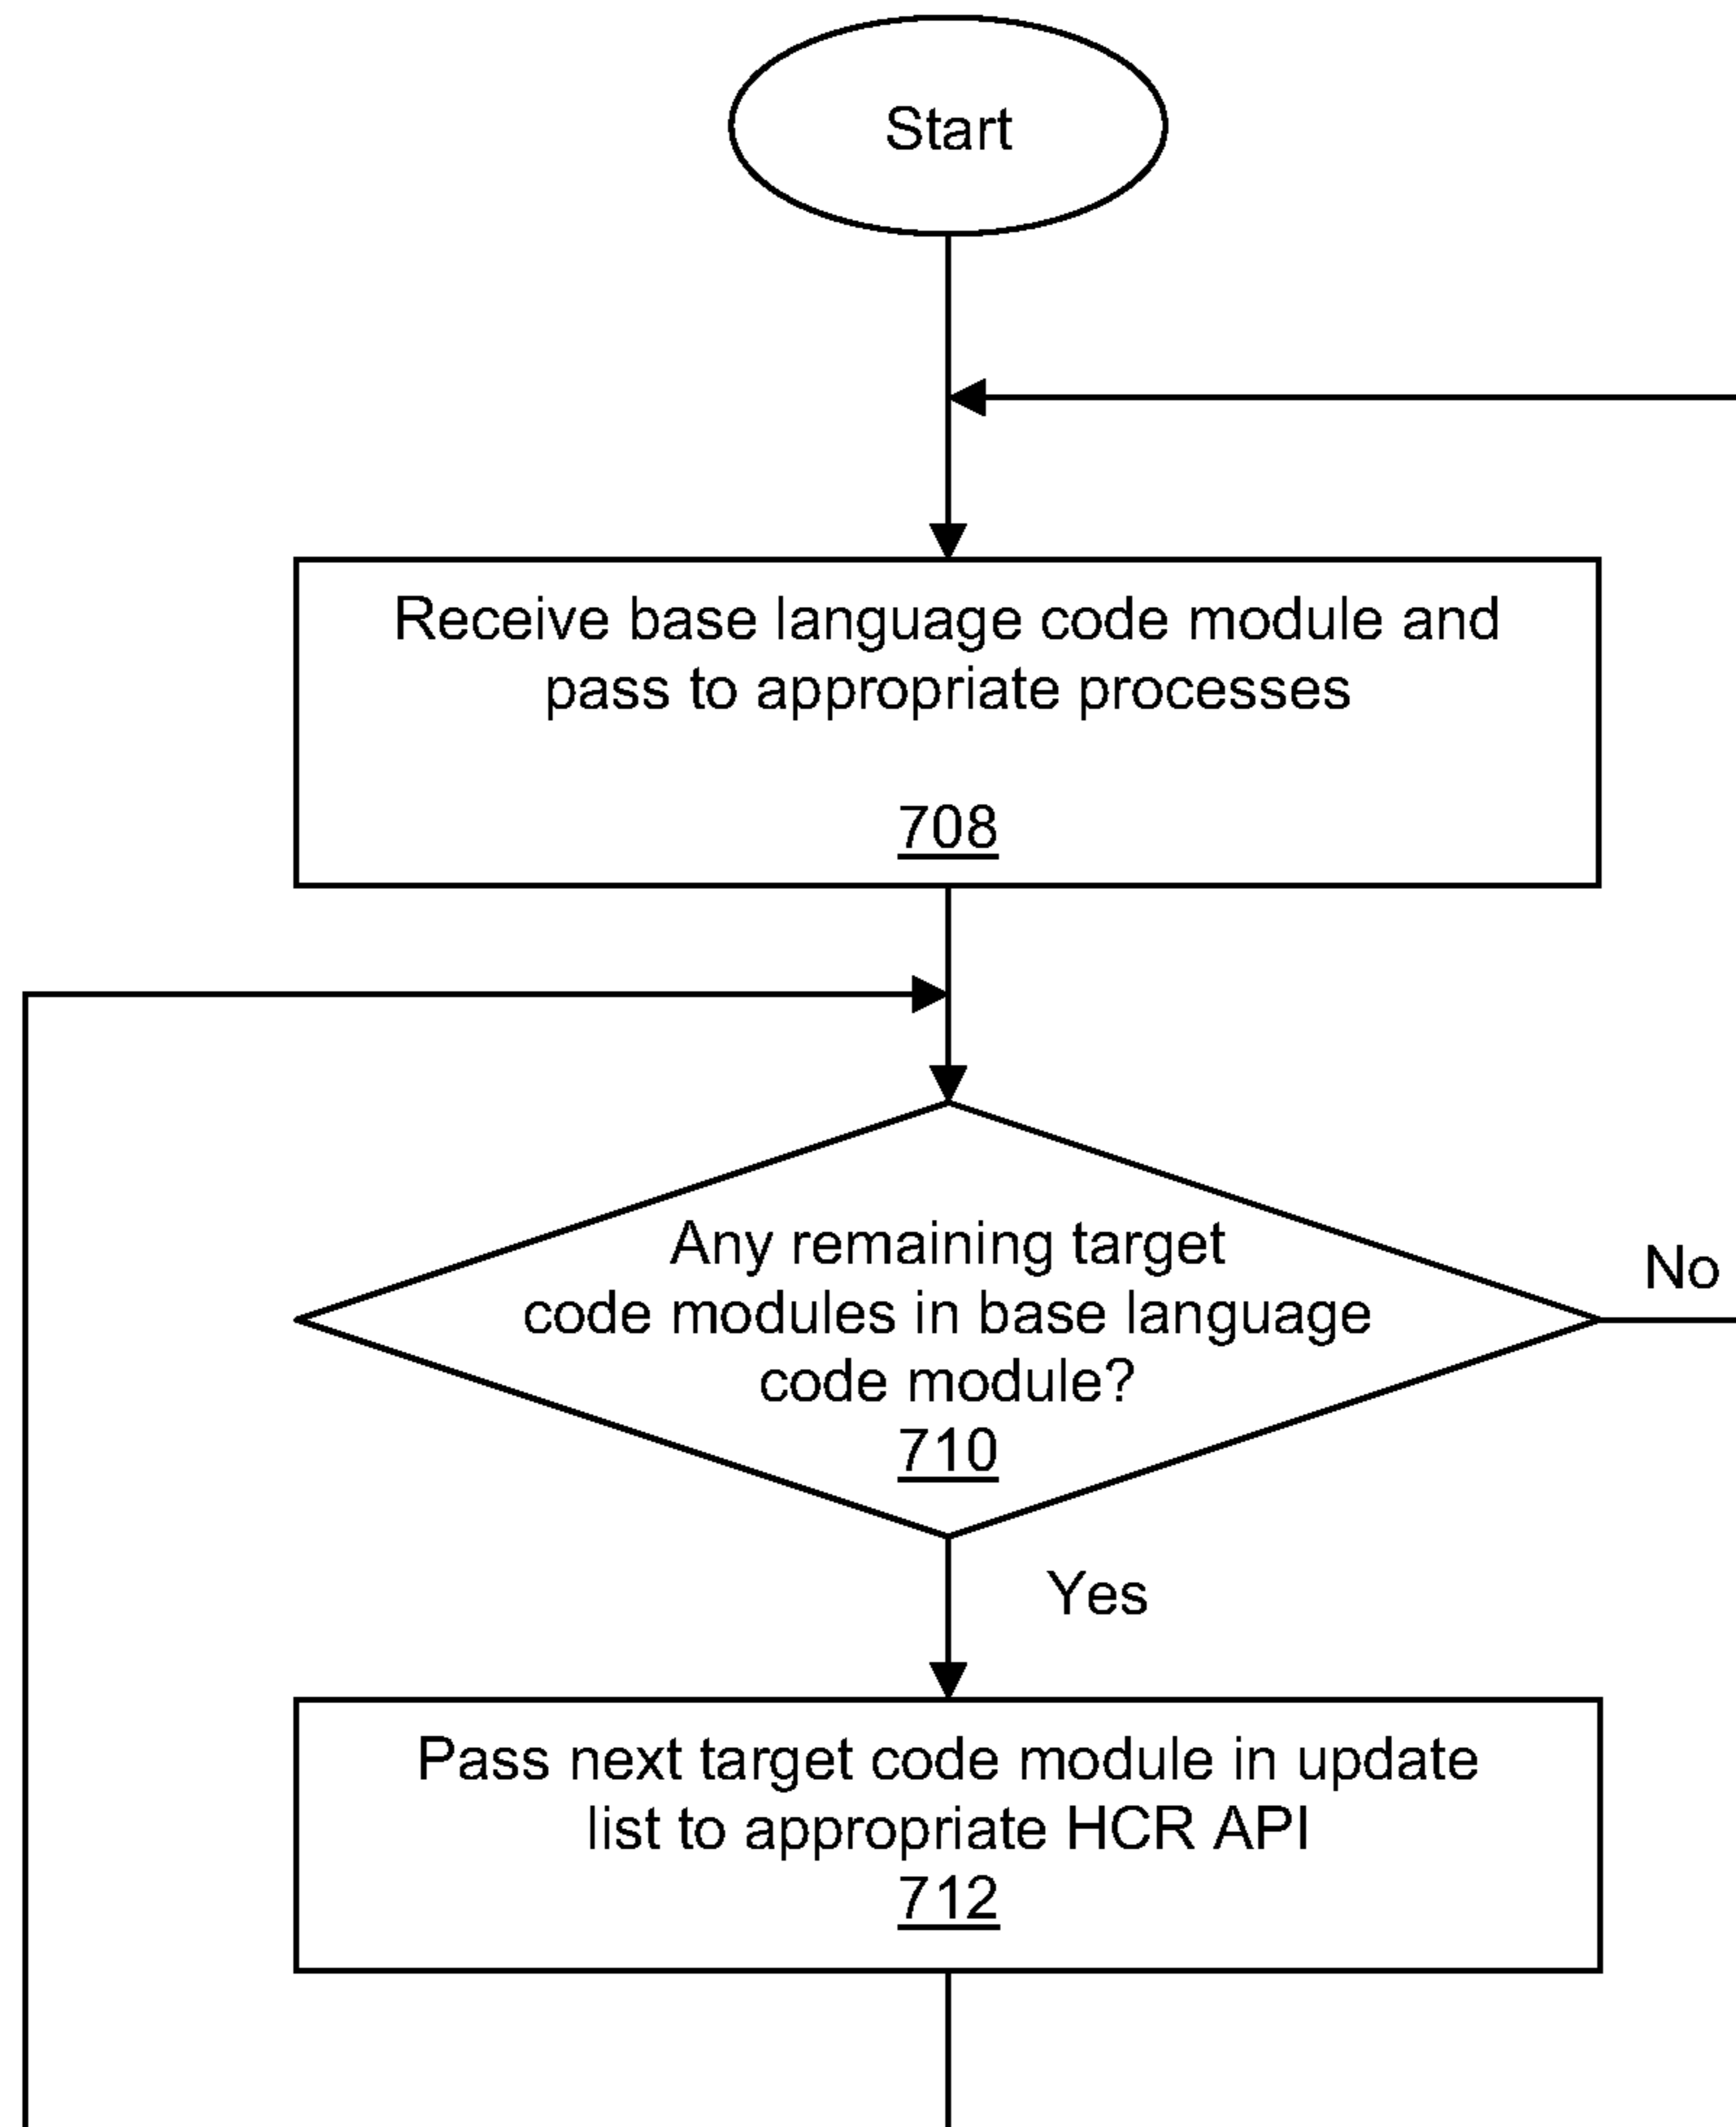 Start
Receive base language code module and
pass to appropriate processes
708
Any remaining target
code modules in base language
code module?
710
No
Yes
Pass next target code module in update
list to appropriate HCR API
712